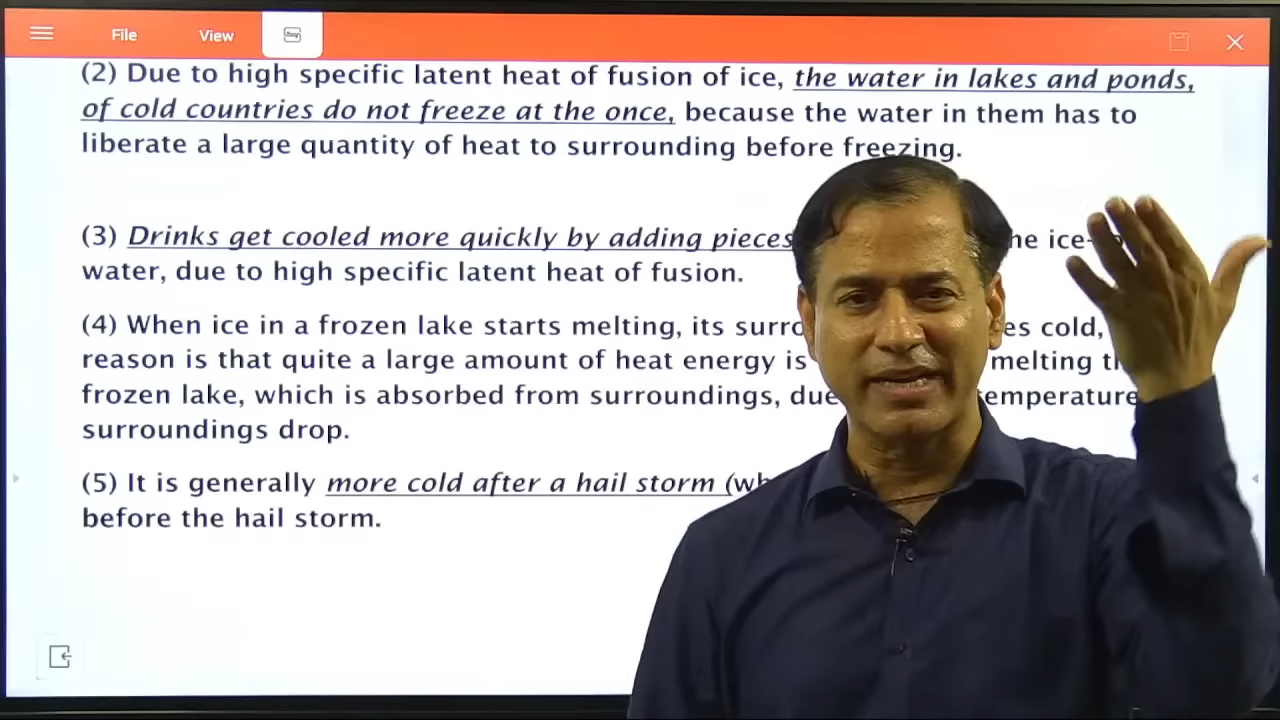 File
View
(2) Due to high specific latent heat of fusion of ice, the water in lakes and ponds,
of cold countries do not freeze at the once, because the water in them has to
liberate a large quantity of heat to surrounding before freezing.
(3) Drinks get cooled more quickly by adding pieces
water, due to high specific latent heat of fusion.
(4) When ice in a frozen lake starts melting, its cold,
reason is that quite a large amount of heat energy is melting
frozen lake, which is absorbed from surroundings, due temperature
surroundings drop.
(5) It is generally more cold after a hail storm
before the hail storm.